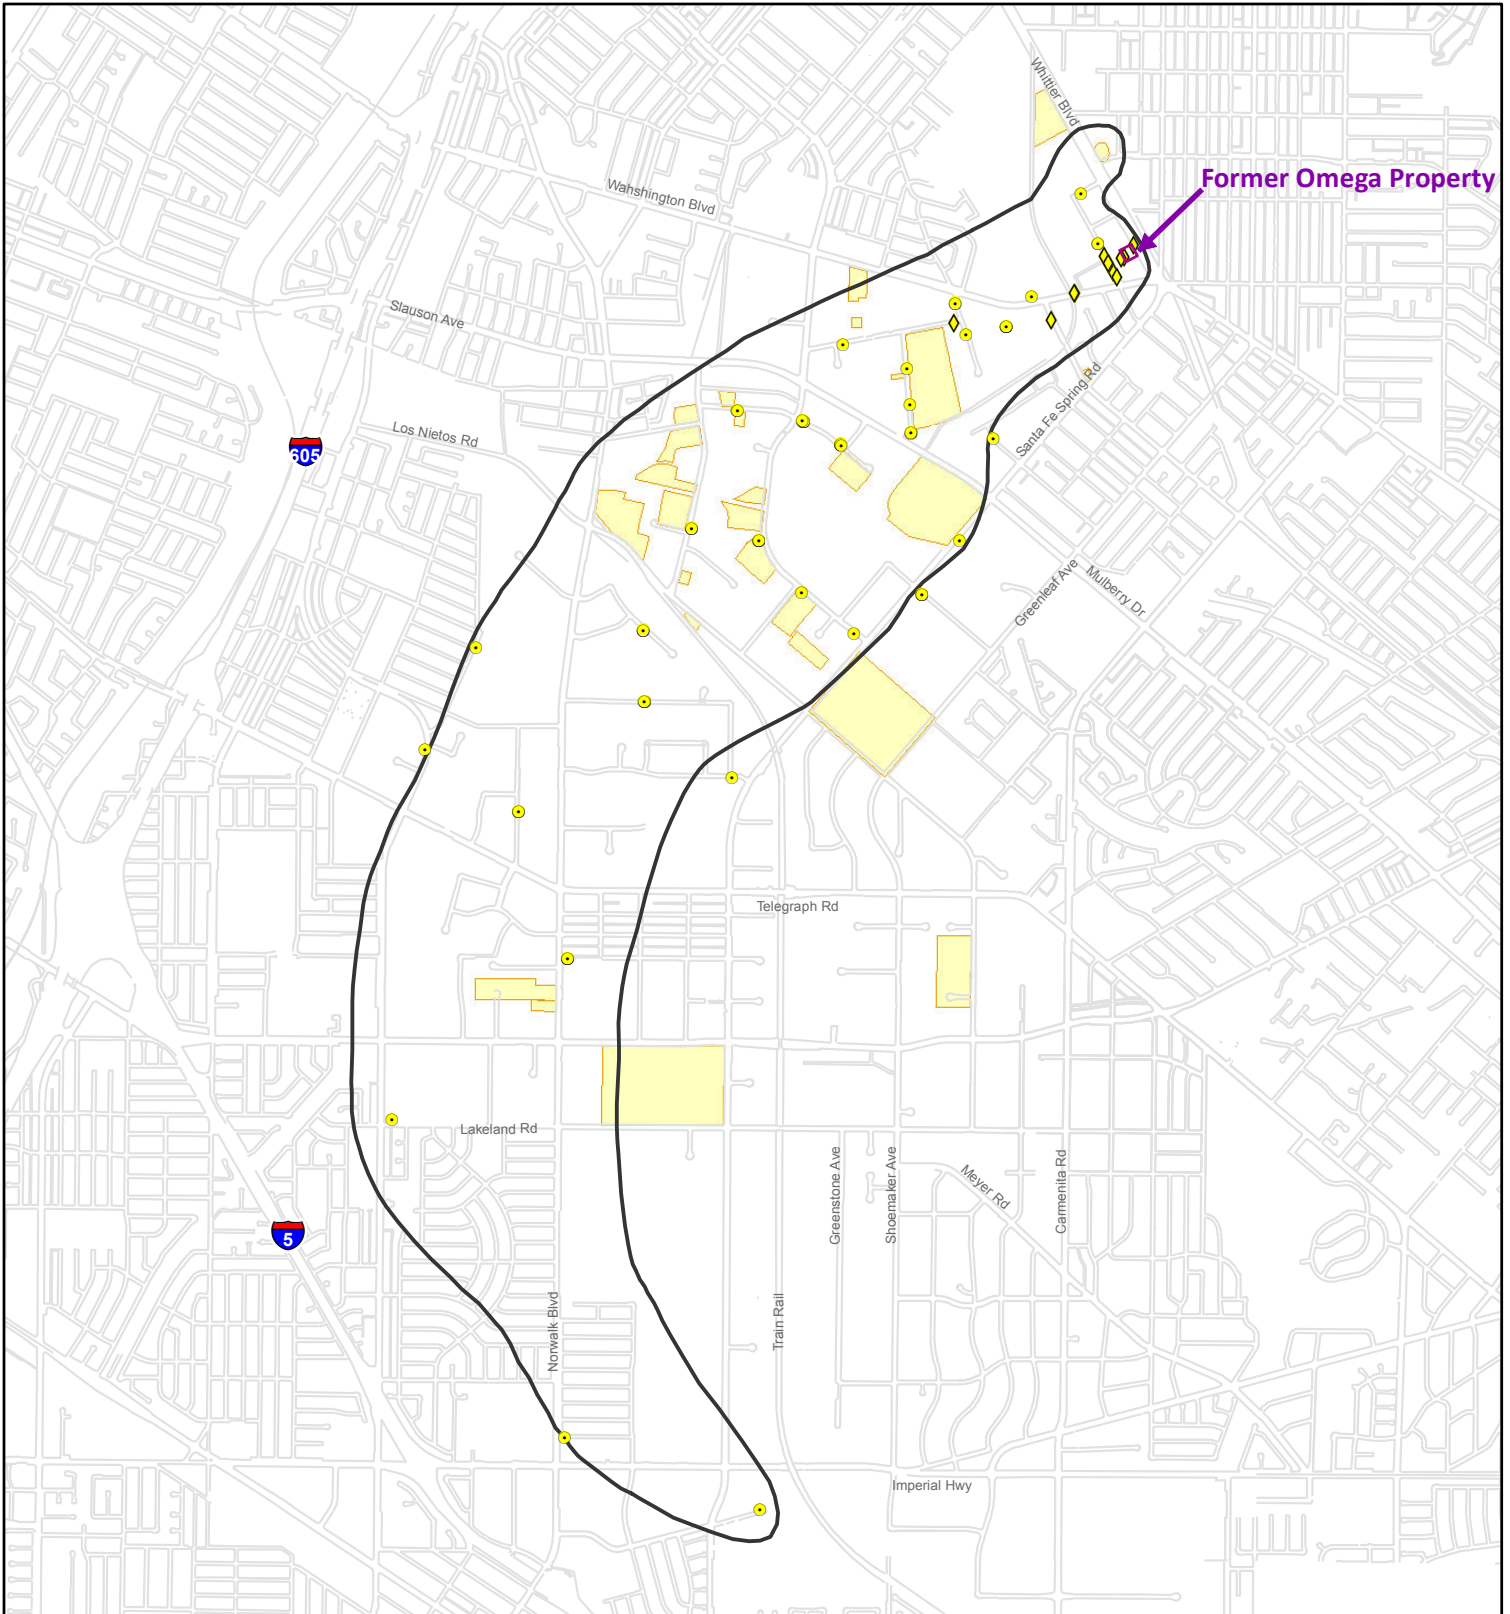 Whittier Blvd
Former Omega Property
Wahshington Blvd
Slauson Ave
Santa Fe Spring Rd
Los Nietos Rd
605
Greenleaf Ave
Mulberry Dr
Telegraph Rd
Lakeland Rd
Greenstone Ave
Shoemaker Ave
Meyer Rd
Carmenita Rd
5
Norwalk Blvd
Train Rail
Imperial Hwy